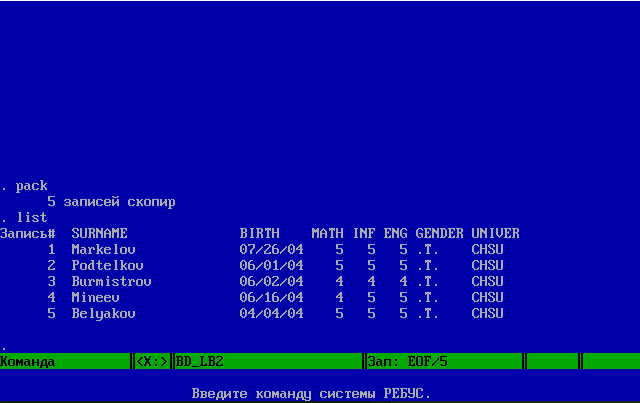 . pack
5 записей скопир
. list
Запись# SURNAME BIRTH MATH INF ENG GENDER UNIVER
1 Markelov 07/26/04 5 5 5 .T. CHSU
2 Podtelkov 06/01/04 5 5 5 .T. CHSU
3 Burmistrov 06/02/04 4 4 4 .T. CHSU
4 Mineev 06/16/04 4 5 5 .T. CHSU
5 Belyakov 04/04/04 5 5 5 .T. CHSU
.
Команда ║<X:>║BD_LB2 ║Зап: EOF/5 ║ ║
Введите команду системы РЕБУС.